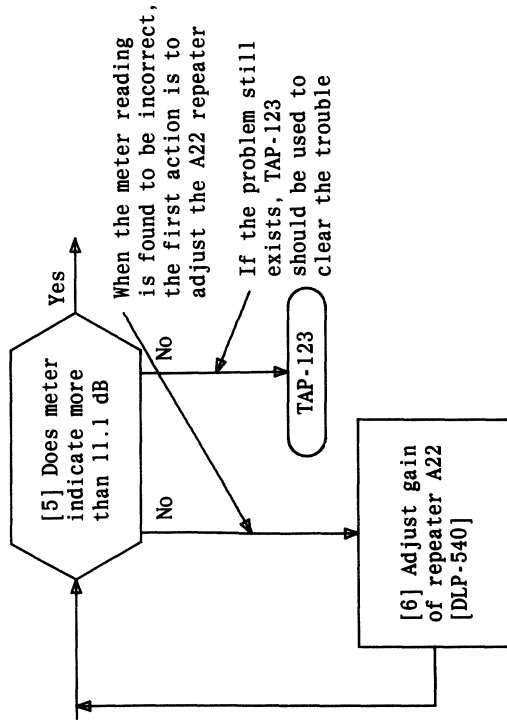 [5] Does meter
indicate more
than 11.1 dB
Yes
When the meter reading
is found to be incorrect,
the first action is to
adjust the A22 repeater
No
No
If the problem still
exists, TAP-123
should be used to
clear the trouble
TAP-123
[6] Adjust gain
of repeater A22
[DLP-540]